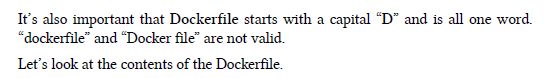 It’s also important that Dockerfile starts with a capital “D” and is all one word.
“dockerfile” and “Docker file” are not valid.
Let’s look at the contents of the Dockerfile.